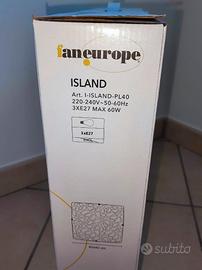 faneurope
ISLAND
Art. I-ISLAND-PL40
220-240V~50-60Hz
3XE27 MAX 60W
3xE27
subito